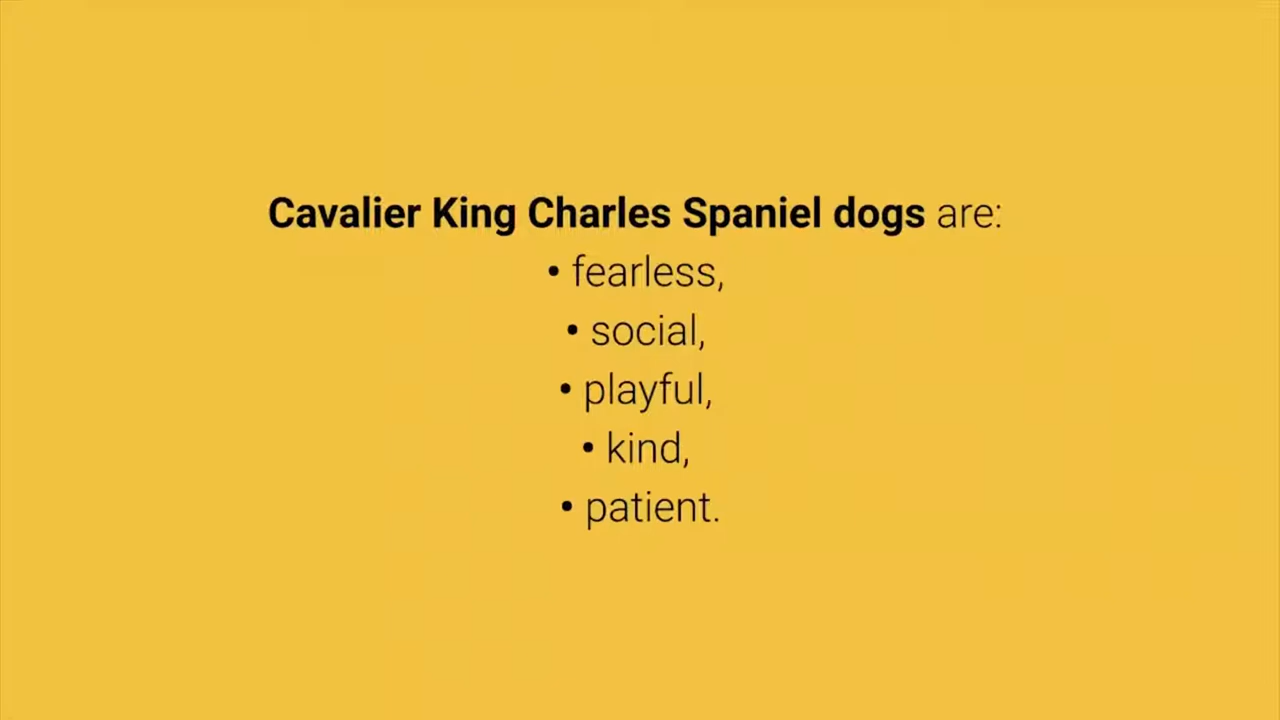 Cavalier King Charles Spaniel dogs are:
• fearless,
• social,
• playful,
• kind,
• patient.